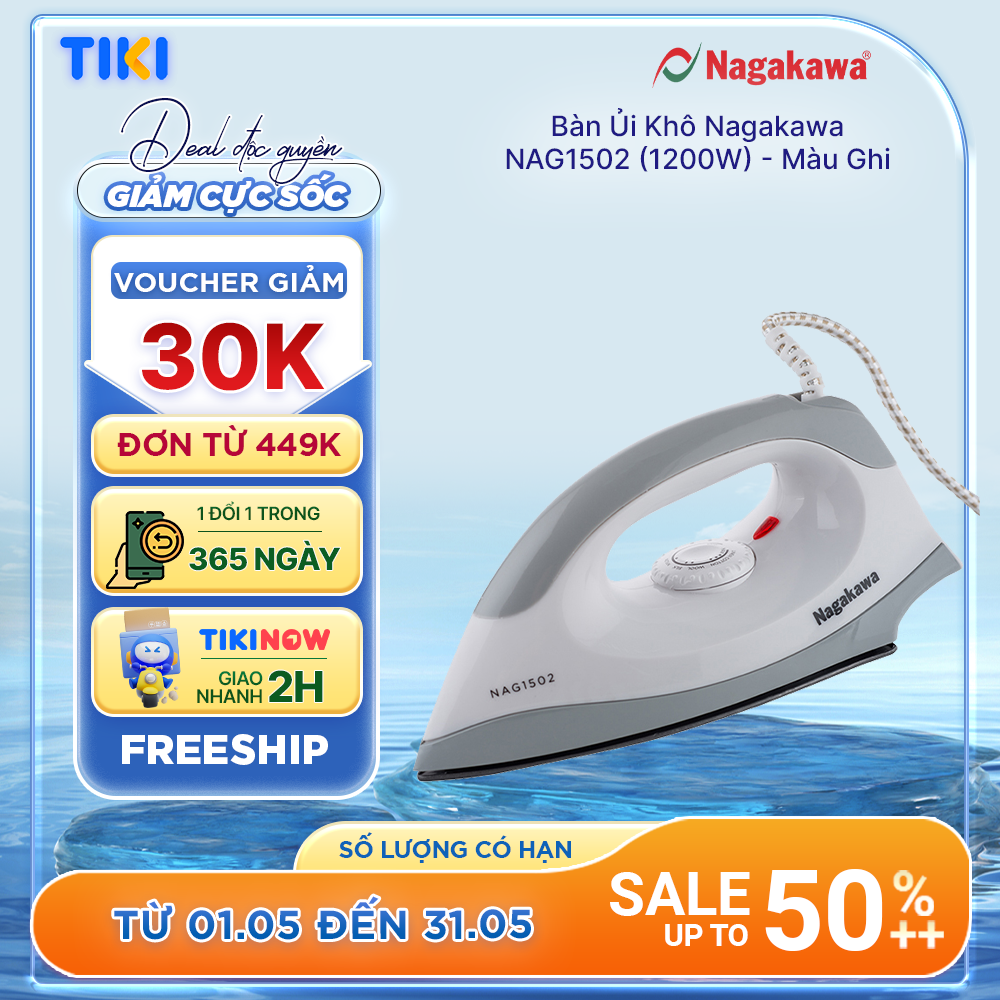 TIKI
Nagakawa®
Bàn Ủi Khô Nagakawa
NAG1502 (1200W) - Màu Ghi
Deal độc quyền
GIẢM CỰC SỐC
VOUCHER GIẢM
30K
ĐƠN TỪ 449K
1 ĐỔI 1 TRONG
365 NGÀY
TIKINOW
GIAO
NHANH 2H
FREESHIP
Nagakawa
NAG1502
SỐ LƯỢNG CÓ HẠN
TỪ 01.05 ĐẾN 31.05
SALE
UP TO 50%++